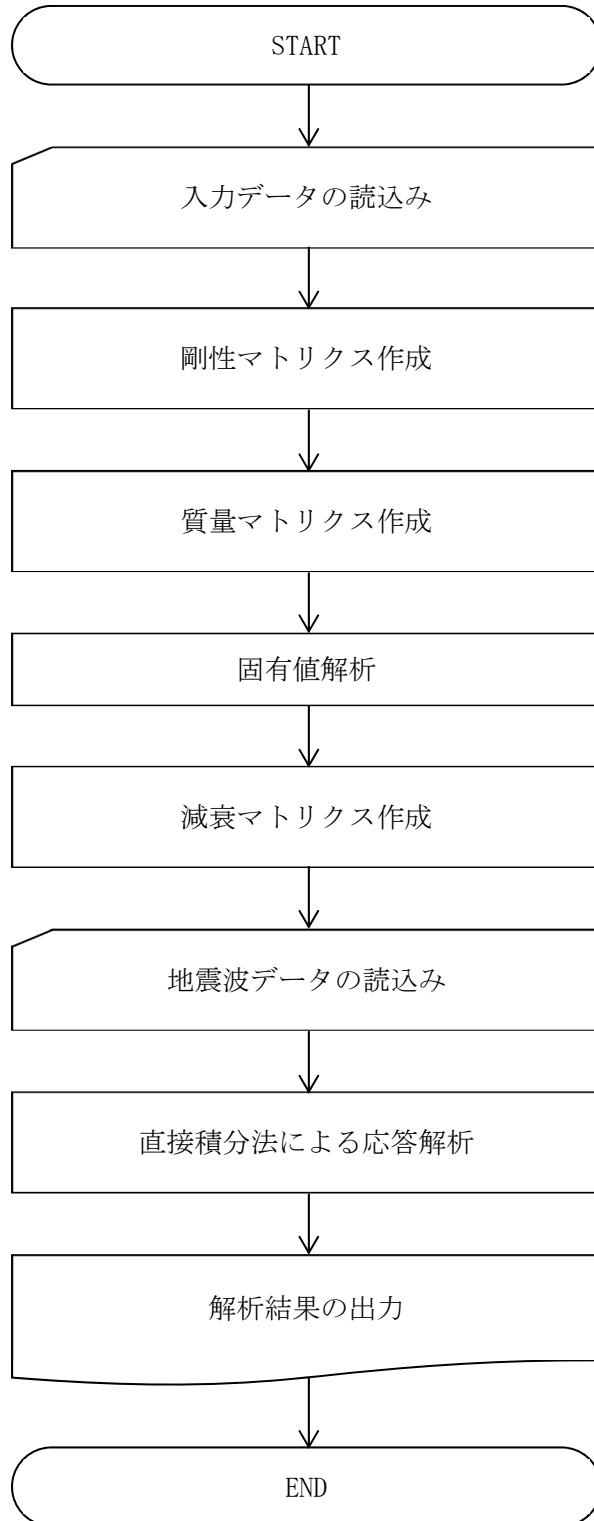 START
入力データの読込み
剛性マトリクス作成
質量マトリクス作成
固有値解析
減衰マトリクス作成
地震波データの読込み
直接積分法による応答解析
解析結果の出力
END